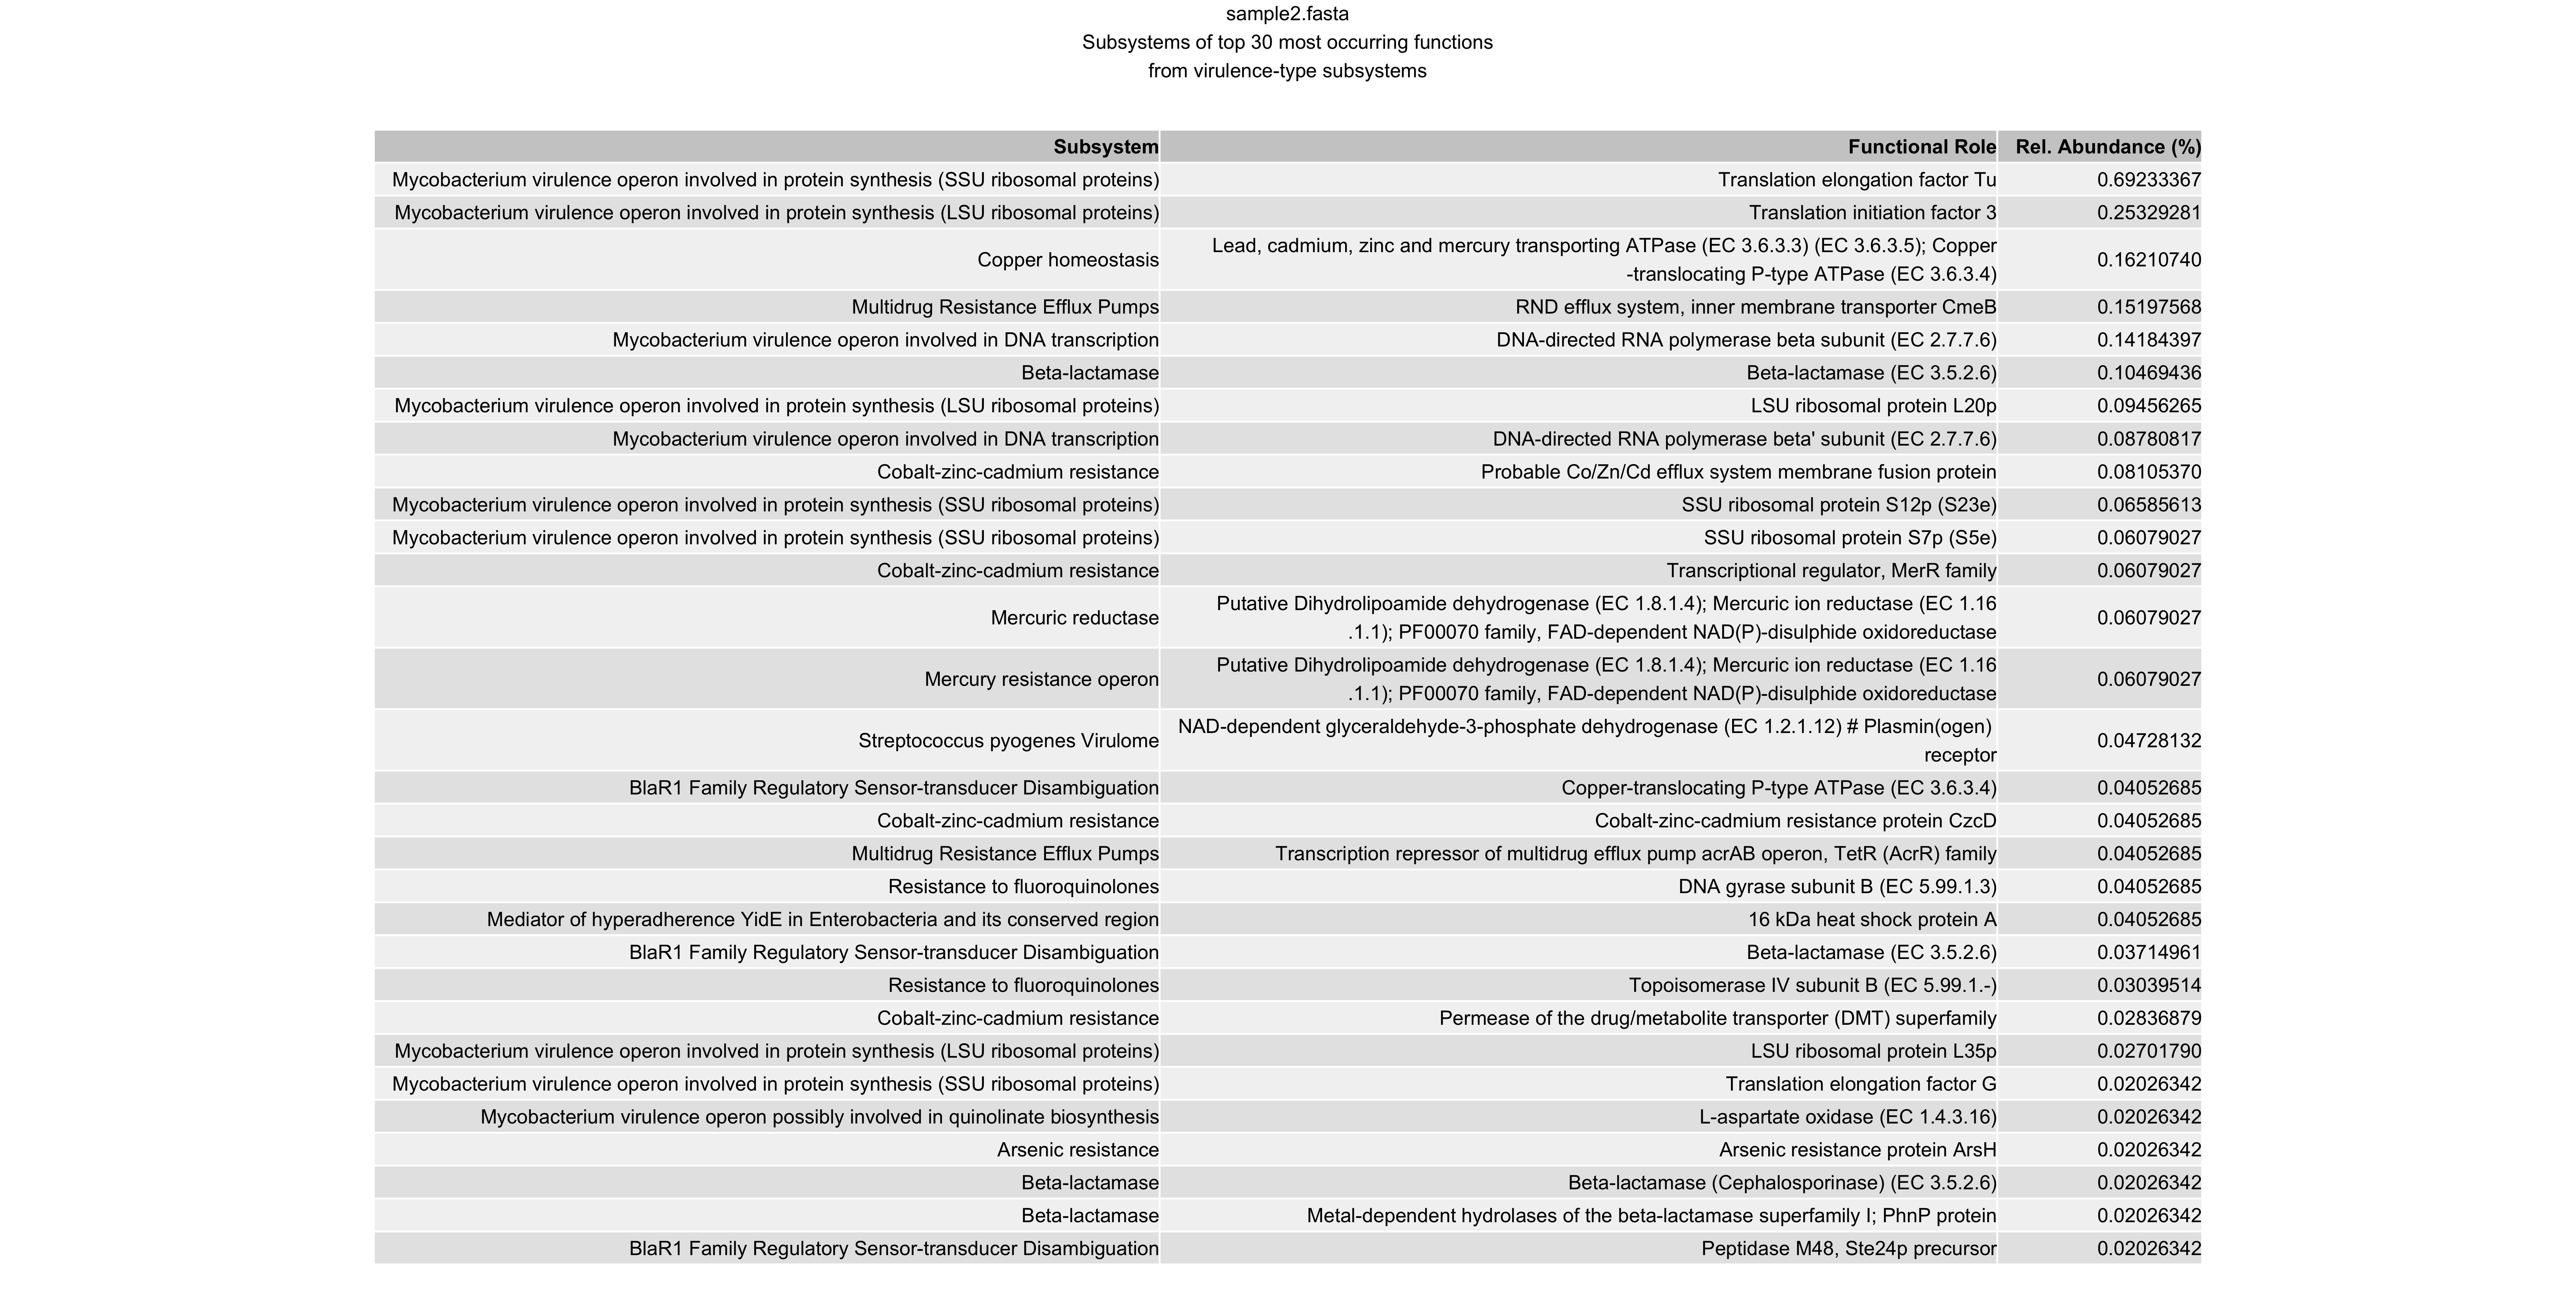 sample2.fasta
Subsystems of top 30 most occurring functions
from virulence-type subsystems
Subsystem Functional Role Rel. Abundance (%)
Mycobacterium virulence operon involved in protein synthesis (SSU ribosomal proteins) Translation elongation factor Tu 0.69233367
Mycobacterium virulence operon involved in protein synthesis (LSU ribosomal proteins) Translation initiation factor 3 0.25329281
Copper homeostasis Lead, cadmium, zinc and mercury transporting ATPase (EC 3.6.3.3) (EC 3.6.3.5); Copper
-translocating P-type ATPase (EC 3.6.3.4) 0.16210740
Multidrug Resistance Efflux Pumps RND efflux system, inner membrane transporter CmeB 0.15197568
Mycobacterium virulence operon involved in DNA transcription DNA-directed RNA polymerase beta subunit (EC 2.7.7.6) 0.14184397
Beta-lactamase Beta-lactamase (EC 3.5.2.6) 0.10469436
Mycobacterium virulence operon involved in protein synthesis (LSU ribosomal proteins) LSU ribosomal protein L20p 0.09456265
Mycobacterium virulence operon involved in DNA transcription DNA-directed RNA polymerase beta' subunit (EC 2.7.7.6) 0.08780817
Cobalt-zinc-cadmium resistance Probable Co/Zn/Cd efflux system membrane fusion protein 0.08105370
Mycobacterium virulence operon involved in protein synthesis (SSU ribosomal proteins) SSU ribosomal protein S12p (S23e) 0.06585613
Mycobacterium virulence operon involved in protein synthesis (SSU ribosomal proteins) SSU ribosomal protein S7p (S5e) 0.06079027
Cobalt-zinc-cadmium resistance Transcriptional regulator, MerR family 0.06079027
Mercuric reductase Putative Dihydrolipoamide dehydrogenase (EC 1.8.1.4); Mercuric ion reductase (EC 1.16
.1.1); PF00070 family, FAD-dependent NAD(P)-disulphide oxidoreductase 0.06079027
Mercury resistance operon Putative Dihydrolipoamide dehydrogenase (EC 1.8.1.4); Mercuric ion reductase (EC 1.16
.1.1); PF00070 family, FAD-dependent NAD(P)-disulphide oxidoreductase 0.06079027
Streptococcus pyogenes Virulome NAD-dependent glyceraldehyde-3-phosphate dehydrogenase (EC 1.2.1.12) # Plasmin(ogen)
receptor 0.04728132
BlaR1 Family Regulatory Sensor-transducer Disambiguation Copper-translocating P-type ATPase (EC 3.6.3.4) 0.04052685
Cobalt-zinc-cadmium resistance Cobalt-zinc-cadmium resistance protein CzcD 0.04052685
Multidrug Resistance Efflux Pumps Transcription repressor of multidrug efflux pump acrAB operon, TetR (AcrR) family 0.04052685
Resistance to fluoroquinolones DNA gyrase subunit B (EC 5.99.1.3) 0.04052685
Mediator of hyperadherence YidE in Enterobacteria and its conserved region 16 kDa heat shock protein A 0.04052685
BlaR1 Family Regulatory Sensor-transducer Disambiguation Beta-lactamase (EC 3.5.2.6) 0.03714961
Resistance to fluoroquinolones Topoisomerase IV subunit B (EC 5.99.1.-) 0.03039514
Cobalt-zinc-cadmium resistance Permease of the drug/metabolite transporter (DMT) superfamily 0.02836879
Mycobacterium virulence operon involved in protein synthesis (LSU ribosomal proteins) LSU ribosomal protein L35p 0.02701790
Mycobacterium virulence operon involved in protein synthesis (SSU ribosomal proteins) Translation elongation factor G 0.02026342
Mycobacterium virulence operon possibly involved in quinolinate biosynthesis L-aspartate oxidase (EC 1.4.3.16) 0.02026342
Arsenic resistance Arsenic resistance protein ArsH 0.02026342
Beta-lactamase Beta-lactamase (Cephalosporinase) (EC 3.5.2.6) 0.02026342
Beta-lactamase Metal-dependent hydrolases of the beta-lactamase superfamily I; PhnP protein 0.02026342
BlaR1 Family Regulatory Sensor-transducer Disambiguation Peptidase M48, Ste24p precursor 0.02026342